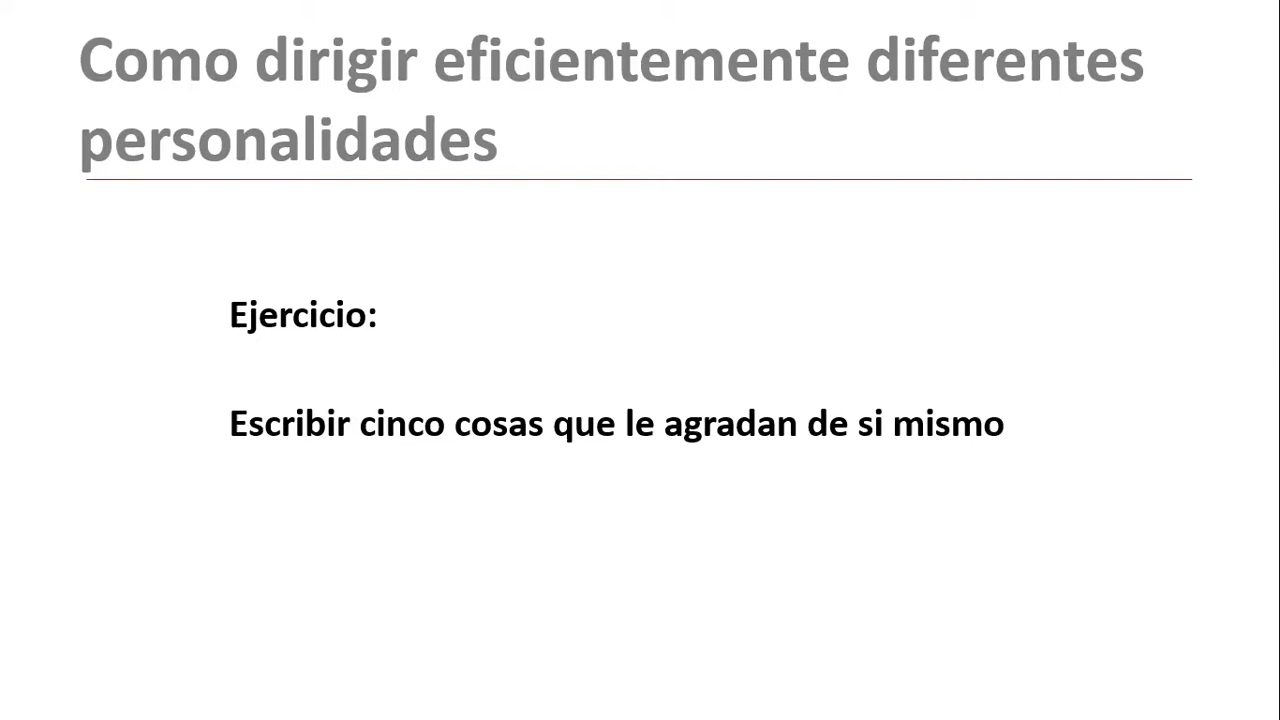 Como dirigir eficientemente diferentes
personalidades
Ejercicio:
Escribir cinco cosas que le agradan de si mismo